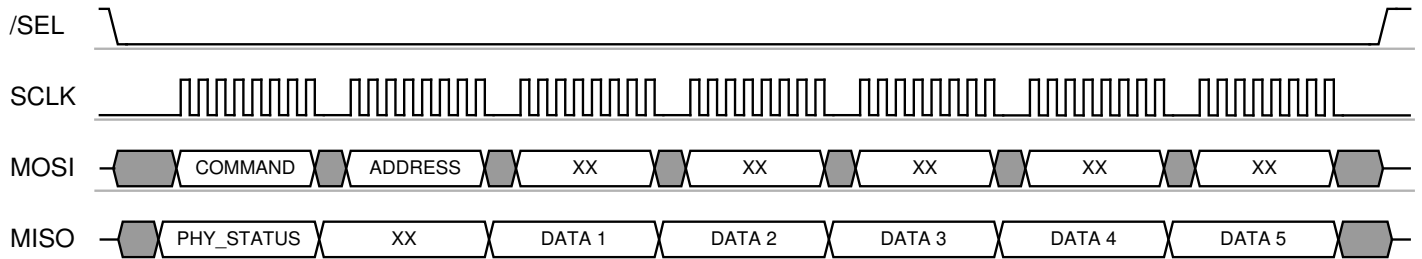 /SEL
SCLK
MOSI COMMAND ADDRESS XX XX XX XX XX
MISO PHY_STATUS XX DATA 1 DATA 2 DATA 3 DATA 4 DATA 5